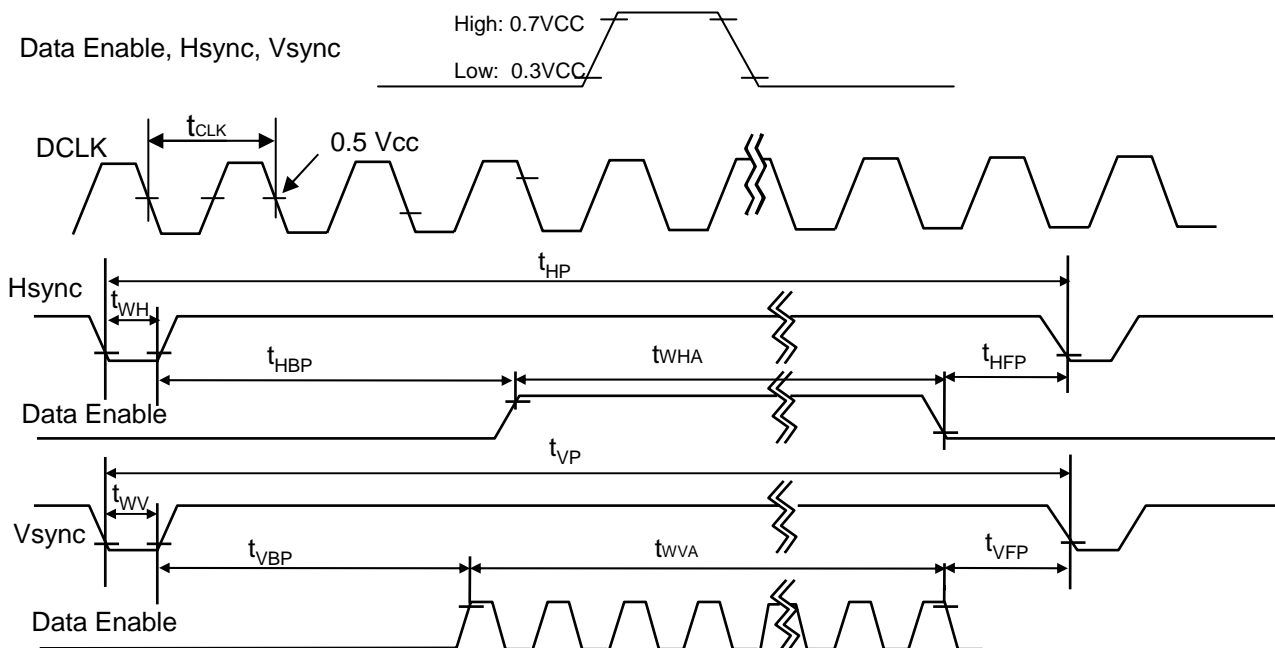 High: 0.7VCC
Data Enable, Hsync, Vsync
Low: 0.3VCC
tCLK
0.5 Vcc
DCLK
tHP
Hsync
tWH
tHBP
tWHA
tHFP
Data Enable
tVP
tWV
Vsync
tVBP
tWVA
tVFP
Data Enable